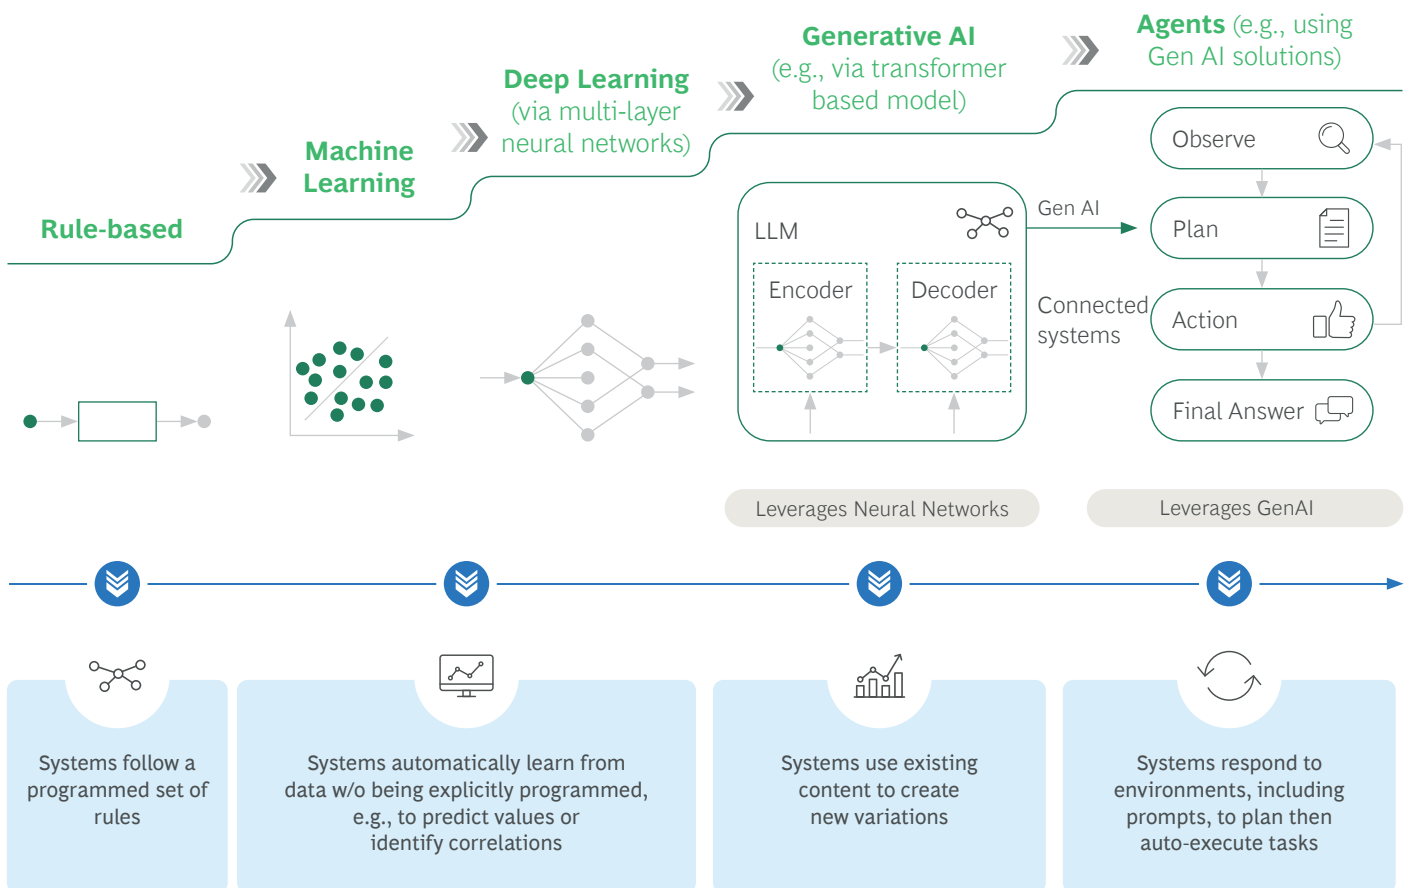 Rule-based
Machine
Learning
Deep Learning
(via multi-layer
neural networks)
Generative AI
(e.g., via transformer
based model)
Agents (e.g., using
Gen AI solutions)
LLM
Encoder
Decoder
Gen AI
Connected
systems
Observe
Plan
Action
Final Answer
Leverages Neural Networks
Leverages GenAI
Systems follow a
programmed set of
rules
Systems automatically learn from
data w/o being explicitly programmed,
e.g., to predict values or
identify correlations
Systems use existing
content to create
new variations
Systems respond to
environments, including
prompts, to plan then
auto-execute tasks